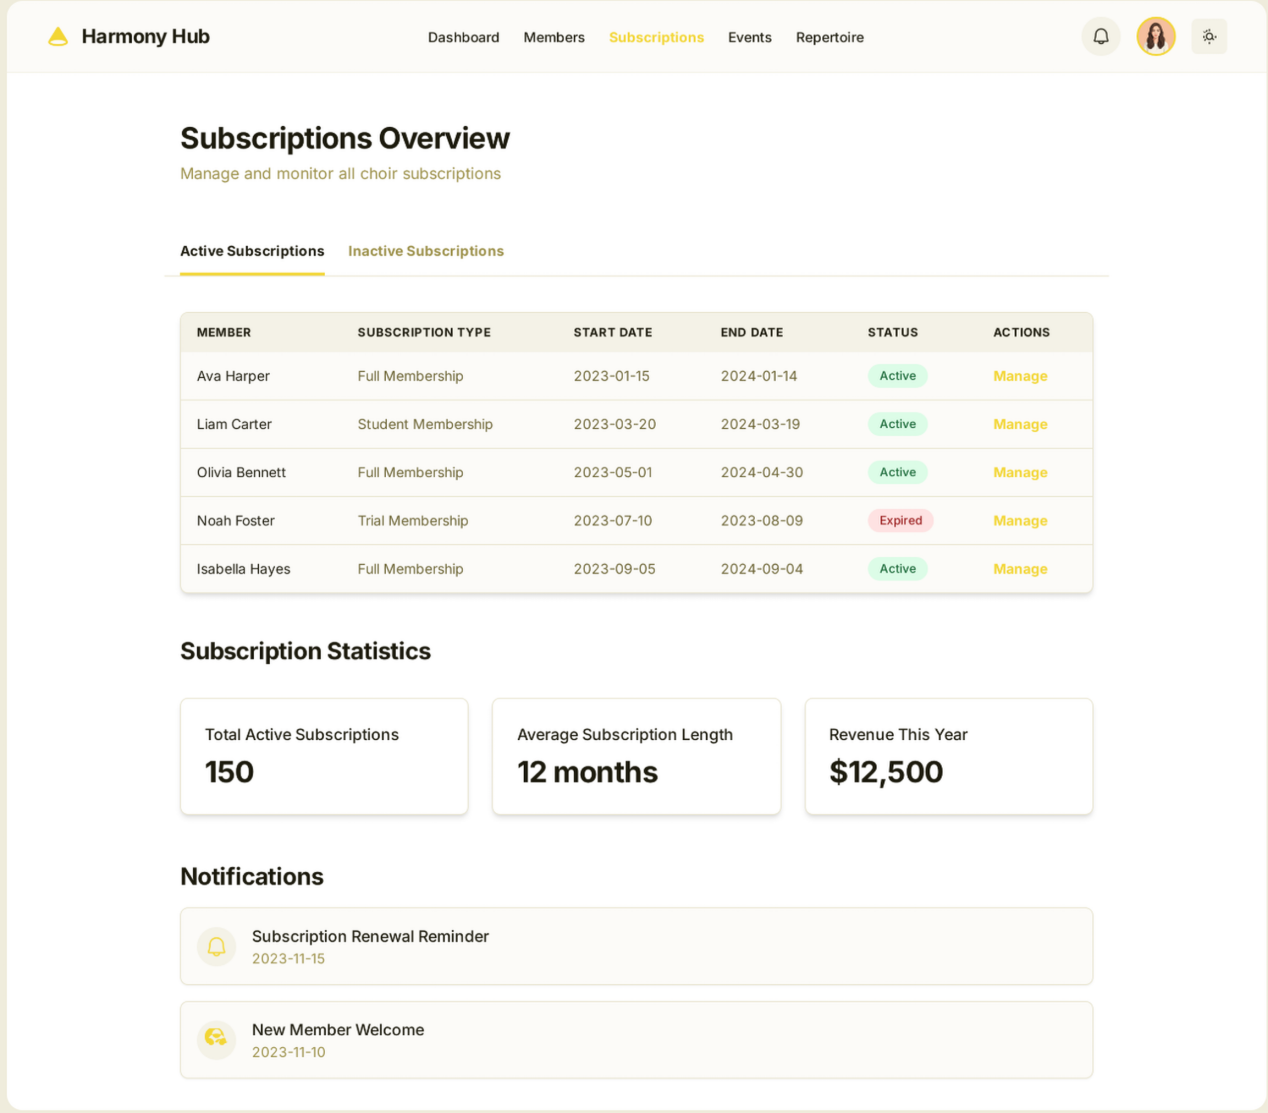 Harmony Hub
Dashboard Members Subscriptions Events Repertoire
Subscriptions Overview
Manage and monitor all choir subscriptions
Active Subscriptions Inactive Subscriptions
MEMBER SUBSCRIPTION TYPE START DATE END DATE STATUS ACTIONS
Ava Harper Full Membership 2023-01-15 2024-01-14 Active Manage
Liam Carter Student Membership 2023-03-20 2024-03-19 Active Manage
Olivia Bennett Full Membership 2023-05-01 2024-04-30 Active Manage
Noah Foster Trial Membership 2023-07-10 2023-08-09 Expired Manage
Isabella Hayes Full Membership 2023-09-05 2024-09-04 Active Manage
Subscription Statistics
Total Active Subscriptions
150
Average Subscription Length
12 months
Revenue This Year
$12,500
Notifications
Subscription Renewal Reminder
2023-11-15
New Member Welcome
2023-11-10